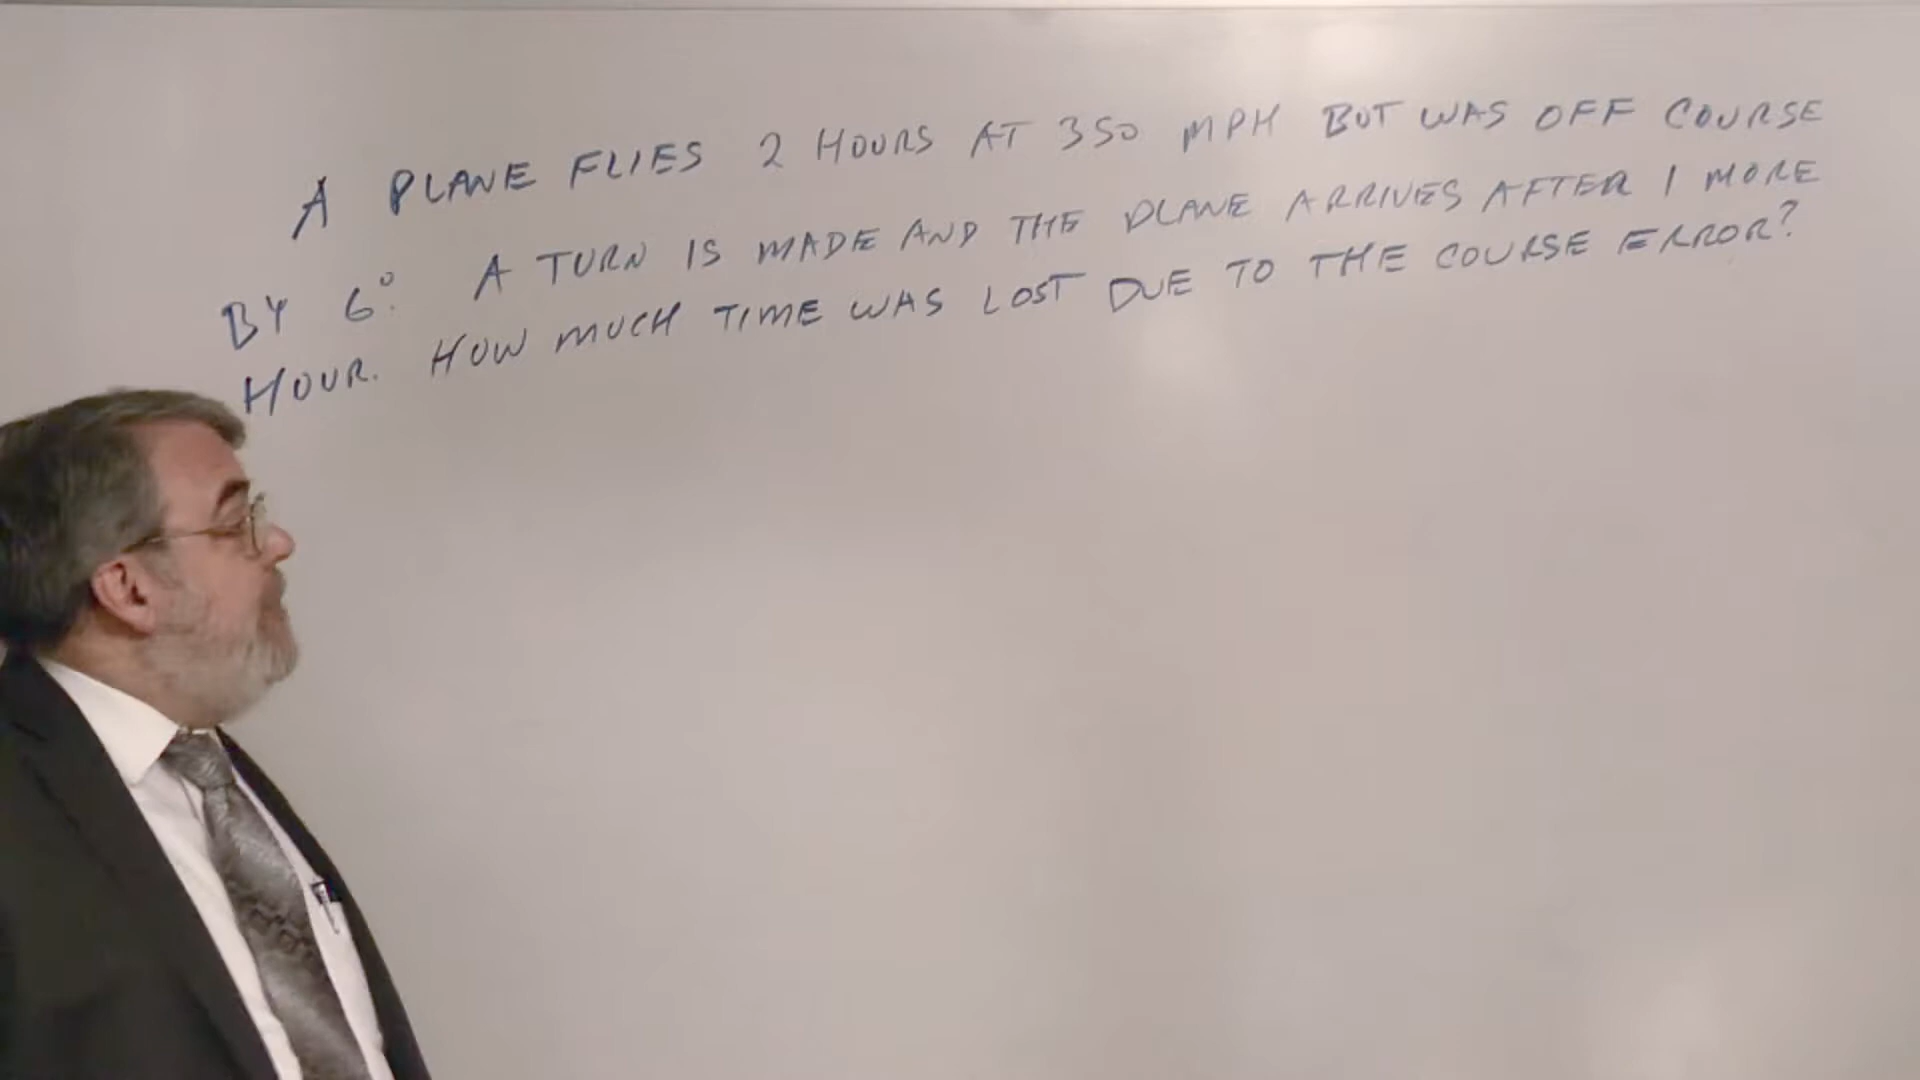 A PLANE FLIES 2 HOURS AT 350 MPH BUT WAS OFF COURSE
BY 6°. A TURN IS MADE AND THE PLANE ARRIVES AFTER 1 MORE
HOUR. HOW MUCH TIME WAS LOST DUE TO THE COURSE ERROR?